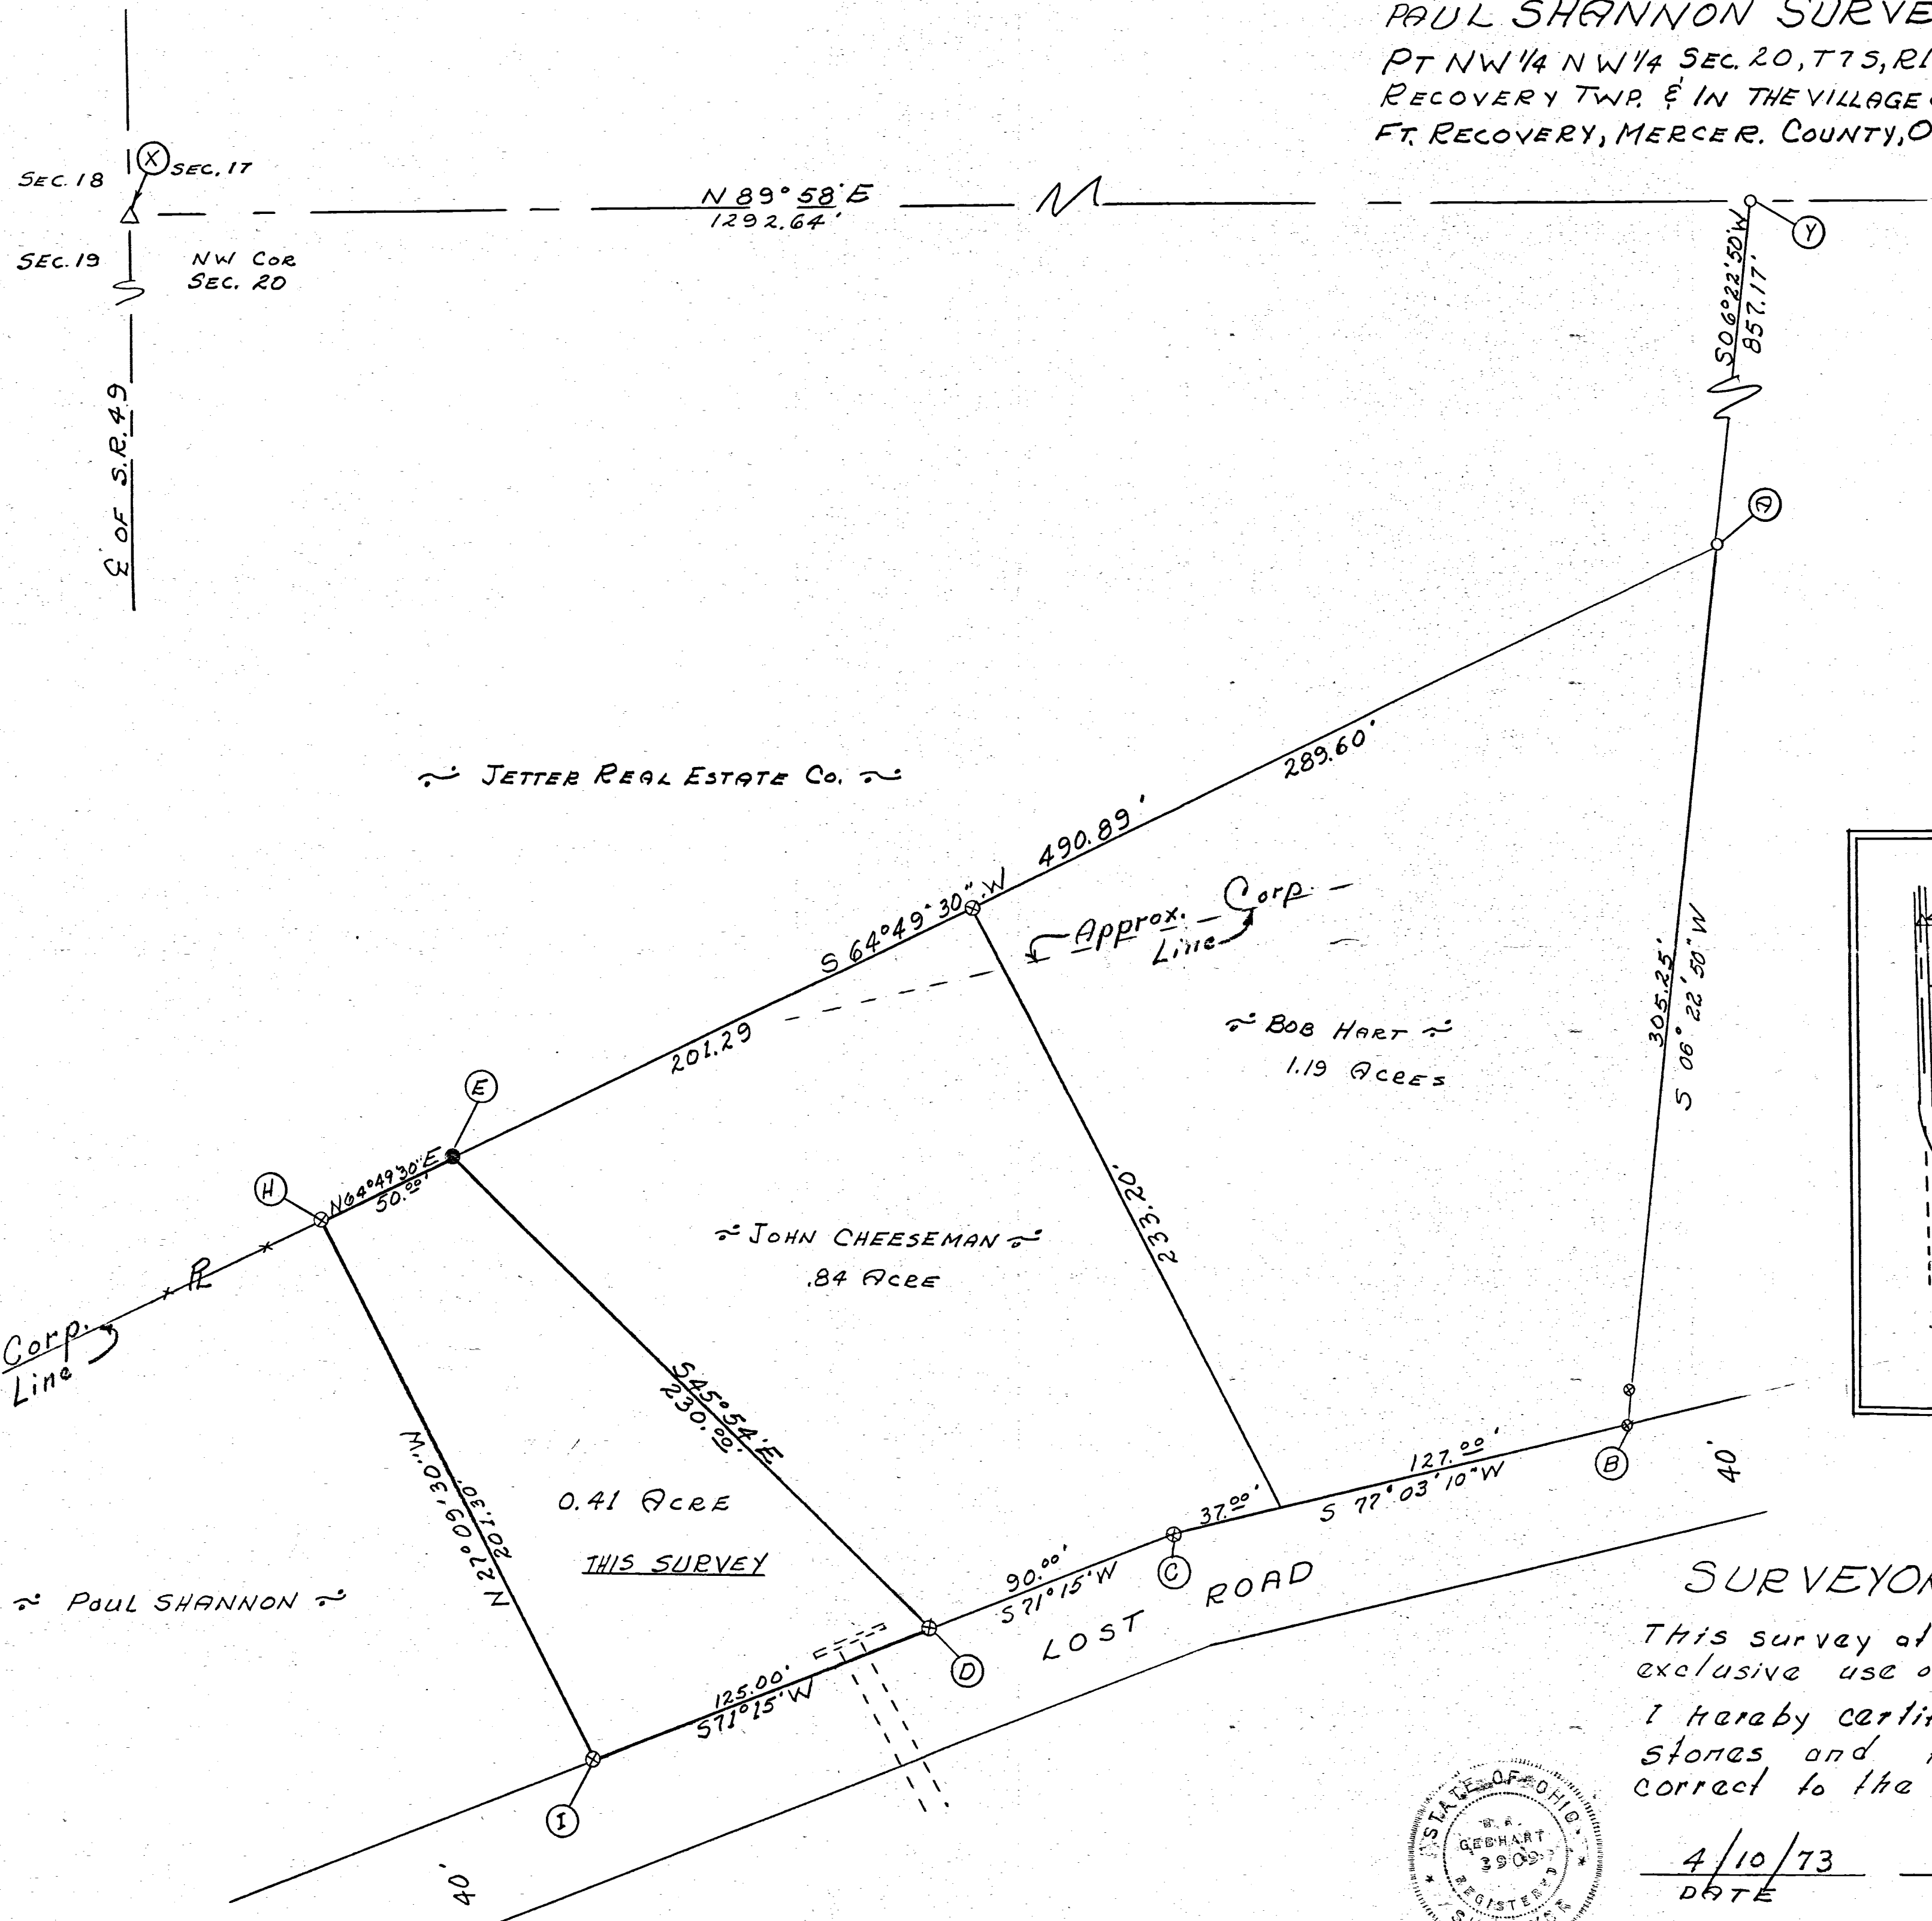 PAUL SHANNON SURVE
PT NW 1/4 NW 1/4 SEC. 20, T7S, R1
RECOVERY TWP. & IN THE VILLAGE
FT. RECOVERY, MERCER. COUNTY, O
SEC. 18
X
SEC. 17
SEC. 19
NW COR
SEC. 20
N 89° 58' E
1292.64'
Y
S 06° 22' 50" W
857.17'
℄ OF S.R. 49
A
JETTER REAL ESTATE CO.
289.60'
490.89'
S 64° 49' 30" W
201.29
Approx. Corp.
Line
BOB HART
1.19 ACRES
305.25'
S 06° 22' 50" W
E
H
N 64° 49' 30" E
50.00'
PL
Corp.
Line
JOHN CHEESEMAN
.84 ACRE
233.20'
S 45° 54' E
230.00'
N 27° 09' 30" W
201.30'
0.41 ACRE
THIS SURVEY
127.00'
S 77° 03' 10" W
B
40'
37.00'
C
90.00'
S 71° 15' W
LOST ROAD
D
PAUL SHANNON
125.00'
S 71° 15' W
I
40'
SURVEYO
This survey
exclusive use
I hereby certi
stones and
correct to the
4/10/73
DATE
STATE OF OHIO
GEBHART
3909
REGISTERED